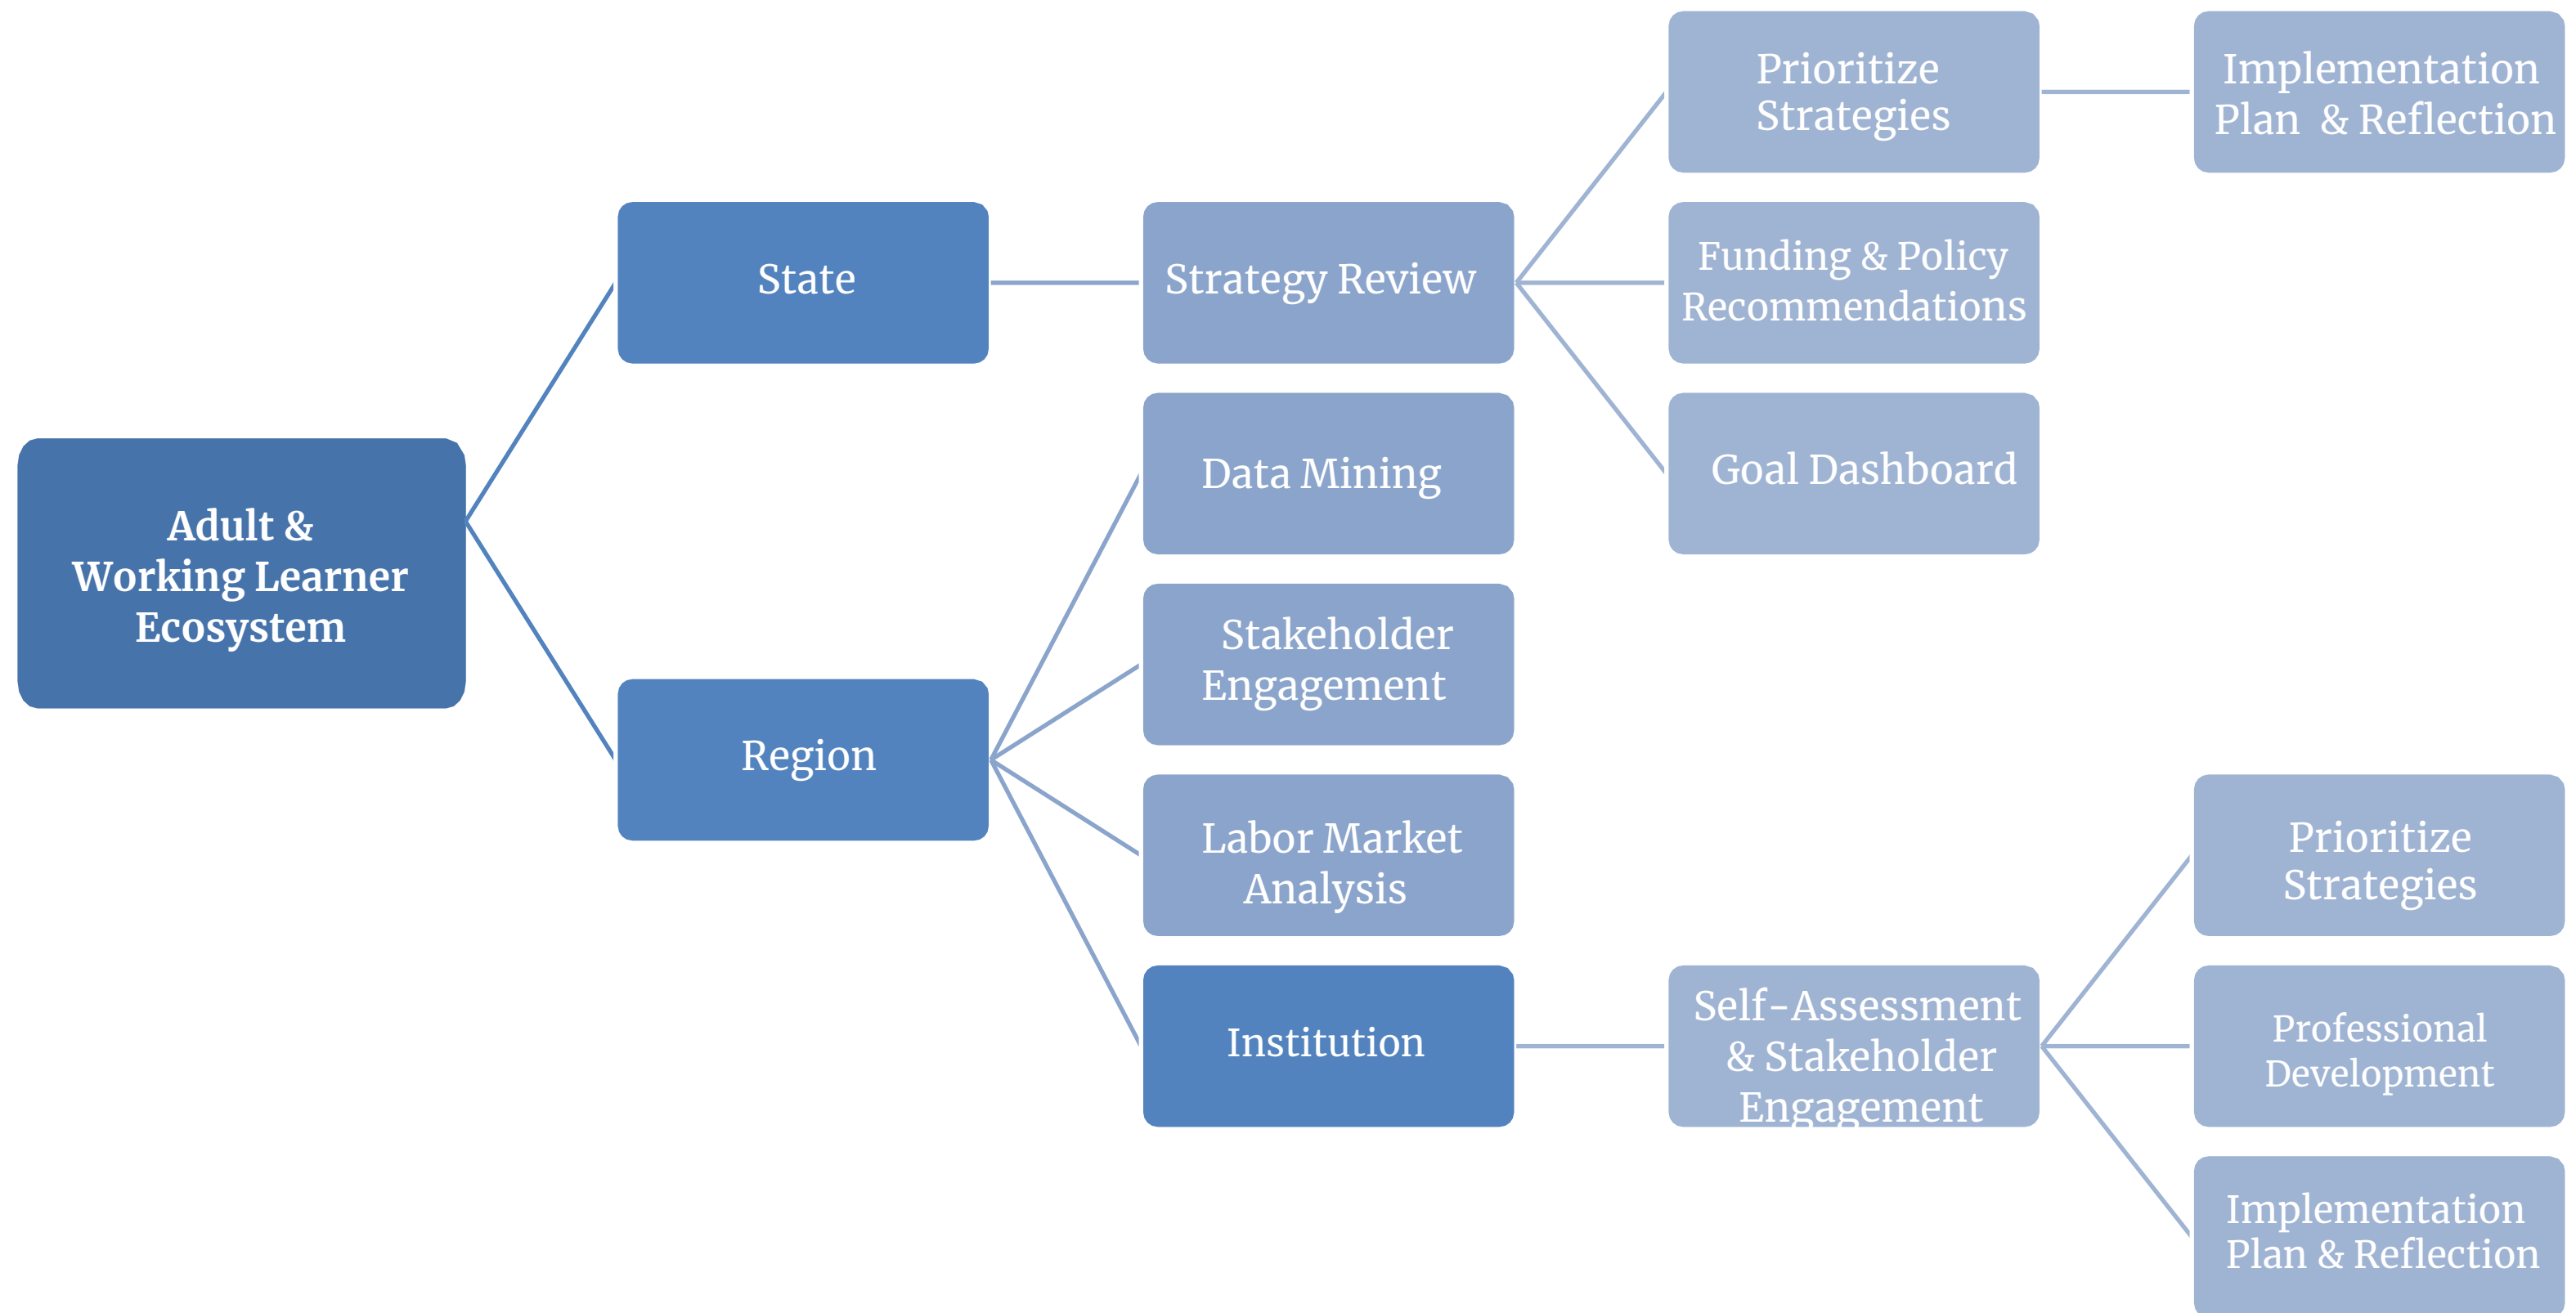 Adult &
Working Learner
Ecosystem
State
Region
Strategy Review
Data Mining
Stakeholder
Engagement
Labor Market
Analysis
Institution
Prioritize
Strategies
Funding & Policy
Recommendations
Goal Dashboard
Self-Assessment
& Stakeholder
Engagement
Implementation
Plan & Reflection
Prioritize
Strategies
Professional
Development
Implementation
Plan & Reflection